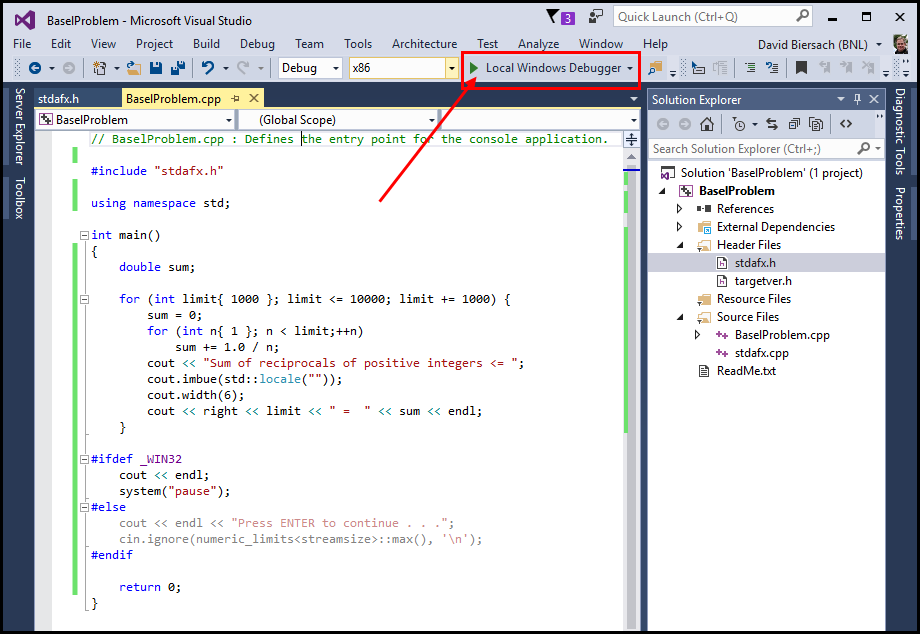 BaselProblem - Microsoft Visual Studio
3
Quick Launch (Ctrl+Q)
File Edit View Project Build Debug Team Tools Architecture Test Analyze Window Help David Biersach (BNL)
Debug x86 Local Windows Debugger
Server Explorer
Toolbox
stdafx.h BaselProblem.cpp
BaselProblem (Global Scope)
// BaselProblem.cpp : Defines the entry point for the console application.
#include "stdafx.h"
using namespace std;
int main()
{
double sum;
for (int limit{ 1000 }; limit <= 10000; limit += 1000) {
sum = 0;
for (int n{ 1 }; n < limit;++n)
sum += 1.0 / n;
cout << "Sum of reciprocals of positive integers <= ";
cout.imbue(std::locale(""));
cout.width(6);
cout << right << limit << " =  " << sum << endl;
}
#ifdef _WIN32
cout << endl;
system("pause");
#else
cout << endl << "Press ENTER to continue . . .";
cin.ignore(numeric_limits<streamsize>::max(), '\n');
#endif
return 0;
}
Solution Explorer
Search Solution Explorer (Ctrl+;)
Solution 'BaselProblem' (1 project)
BaselProblem
References
External Dependencies
Header Files
stdafx.h
targetver.h
Resource Files
Source Files
BaselProblem.cpp
stdafx.cpp
ReadMe.txt
Diagnostic Tools
Properties